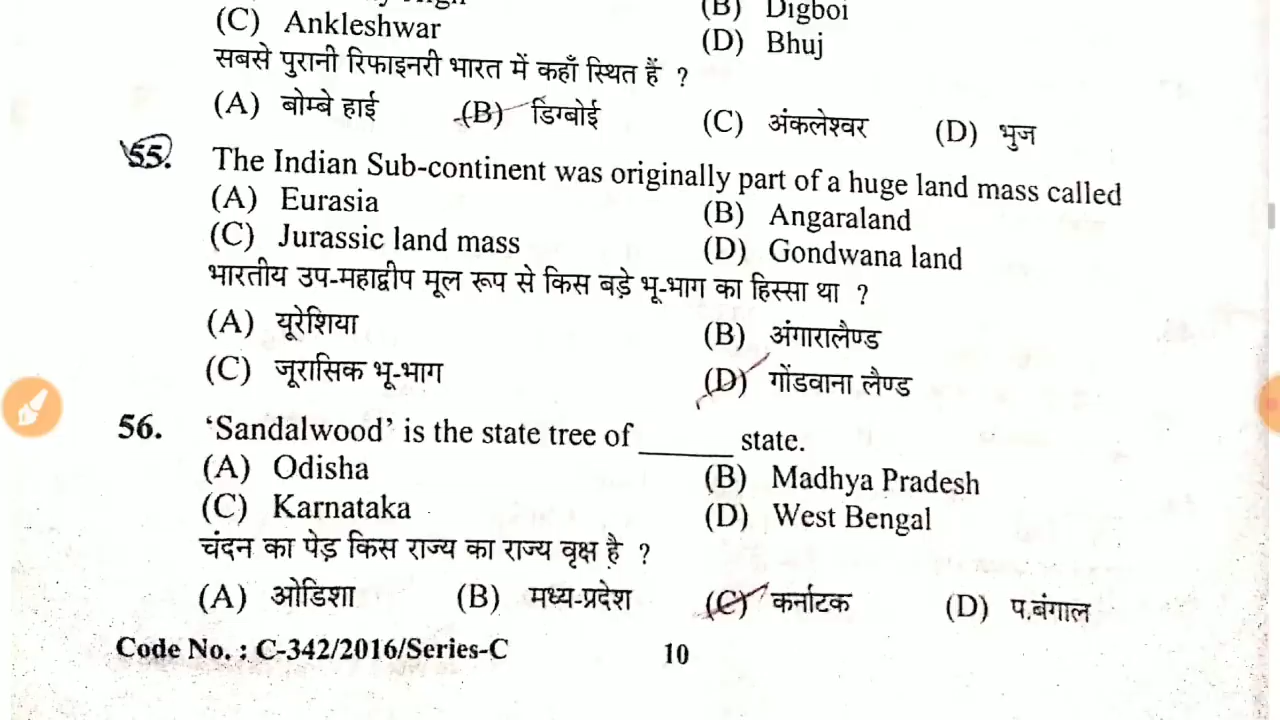 (B) Digboi
(C) Ankleshwar
(D) Bhuj
सबसे पुरानी रिफाइनरी भारत में कहाँ स्थित हैं ?
(A) बोम्बे हाई (B) डिग्बोई (C) अंकलेश्वर (D) भुज
55. The Indian Sub-continent was originally part of a huge land mass called
(A) Eurasia (B) Angaraland
(C) Jurassic land mass (D) Gondwana land
भारतीय उप-महाद्वीप मूल रूप से किस बड़े भू-भाग का हिस्सा था ?
(A) यूरेशिया (B) अंगारालैण्ड
(C) जूरासिक भू-भाग (D) गोंडवाना लैण्ड
56. ‘Sandalwood’ is the state tree of ______ state.
(A) Odisha (B) Madhya Pradesh
(C) Karnataka (D) West Bengal
चंदन का पेड़ किस राज्य का राज्य वृक्ष है ?
(A) ओडिशा (B) मध्य-प्रदेश (C) कर्नाटक (D) प.बंगाल
Code No. : C-342/2016/Series-C 10